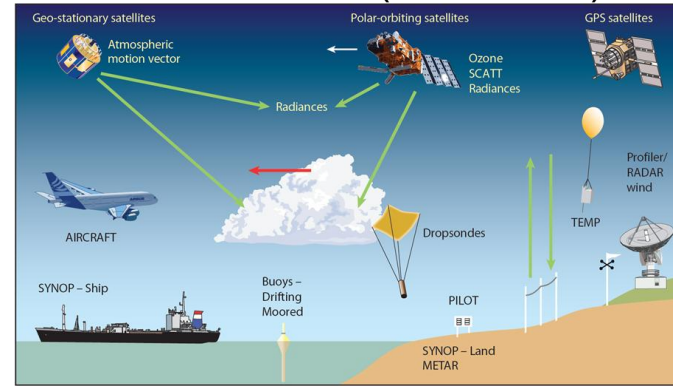 Geo-stationary satellites
Polar-orbiting satellites
GPS satellites
Atmospheric
motion vector
Ozone
SCATT
Radiances
Radiances
Profiler/
RADAR
wind
TEMP
AIRCRAFT
Dropsondes
SYNOP – Ship
Buoys –
Drifting
Moored
PILOT
SYNOP – Land
METAR